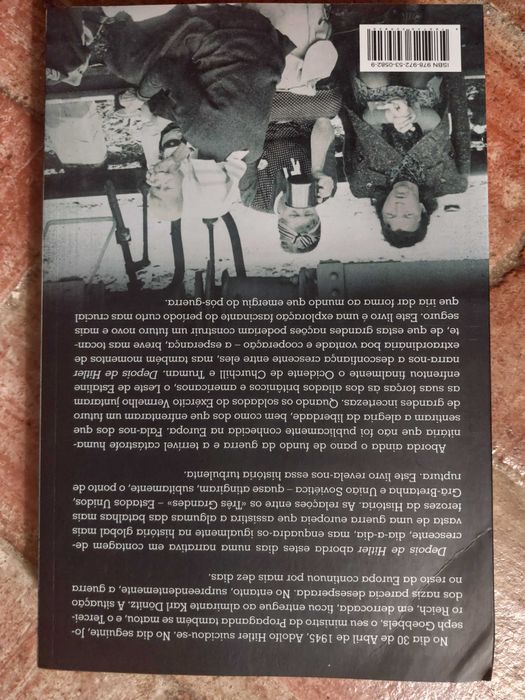 No dia 30 de Abril de 1945, Adolfo Hitler suicidou-se. No dia seguinte, Jo-
seph Goebbels, o seu ministro da Propaganda também se matou, e o Tercei-
ro Reich, em derrocada, ficou entregue ao almirante Karl Dönitz. A situação
dos nazis parecia desesperada. No entanto, surpreendentemente, a guerra
no resto da Europa continuou por mais dez dias.
Depois de Hitler aborda estes dias numa narrativa em contagem de-
crescente, dia-a-dia, mas enquadra-os igualmente na história global mais
vasta de uma guerra europeia que assistira a algumas das batalhas mais
ferozes da História. As relações entre os «Três Grandes» – Estados Unidos,
Grã-Bretanha e União Soviética – quase atingiram, subitamente, o ponto de
ruptura. Este livro revela-nos essa história turbulenta.
Aborda ainda o pano de fundo da guerra e a terrível catástrofe huma-
nitária que não foi publicamente conhecida na Europa. Fala-nos dos que
sentiram a alegria da liberdade, bem como dos que enfrentaram um futuro
de grandes incertezas. Quando os soldados do Exército Vermelho juntaram
as suas forças às dos aliados britânicos e americanos, o Leste de Estaline
enfrentou finalmente o Ocidente de Churchill e Truman. Depois de Hitler
narra-nos a desconfiança crescente entre eles, mas também momentos de
extraordinária boa vontade e cooperação – a esperança, breve mas tocan-
te, de que estas grandes nações poderiam construir um futuro novo e mais
seguro. Este livro é uma exploração fascinante do período curto mas crucial
que iria dar forma ao mundo que emergiu do pós-guerra.
ISBN 978-972-53-0582-9